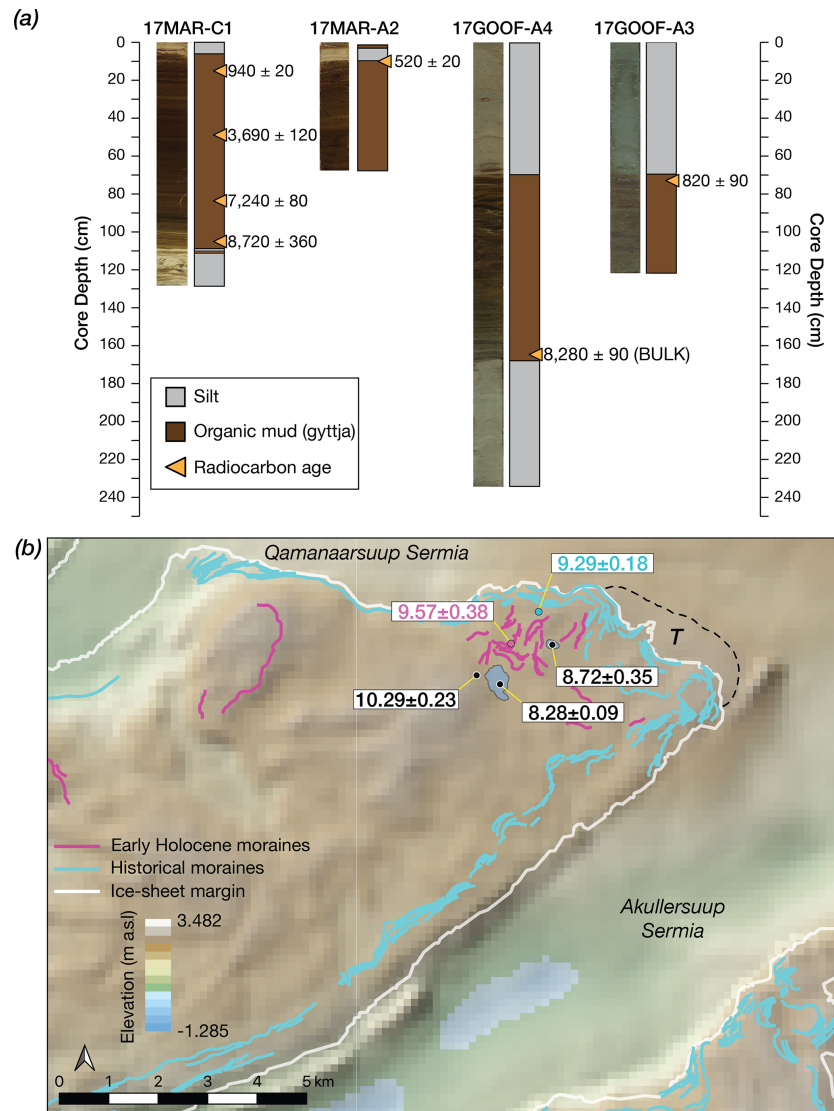 (a)
17MAR-C1 17MAR-A2 17GOOF-A4 17GOOF-A3
0
20
40
60
80
100
120
140
160
180
200
220
240
Core Depth (cm)
940 ± 20
3,690 ± 120
7,240 ± 80
8,720 ± 360
520 ± 20
8,280 ± 90 (BULK)
820 ± 90
0
20
40
60
80
100
120
140
160
180
200
220
240
Core Depth (cm)
Silt
Organic mud (gyttja)
Radiocarbon age
(b)
Qamanaarsuup Sermia
9.29±0.18
9.57±0.38
T
8.72±0.35
10.29±0.23
8.28±0.09
Early Holocene moraines
Historical moraines
Ice-sheet margin
Elevation (m a.s.l)
3.482
-1.285
Akullersuup
Sermia
0 1 2 3 4 5 km